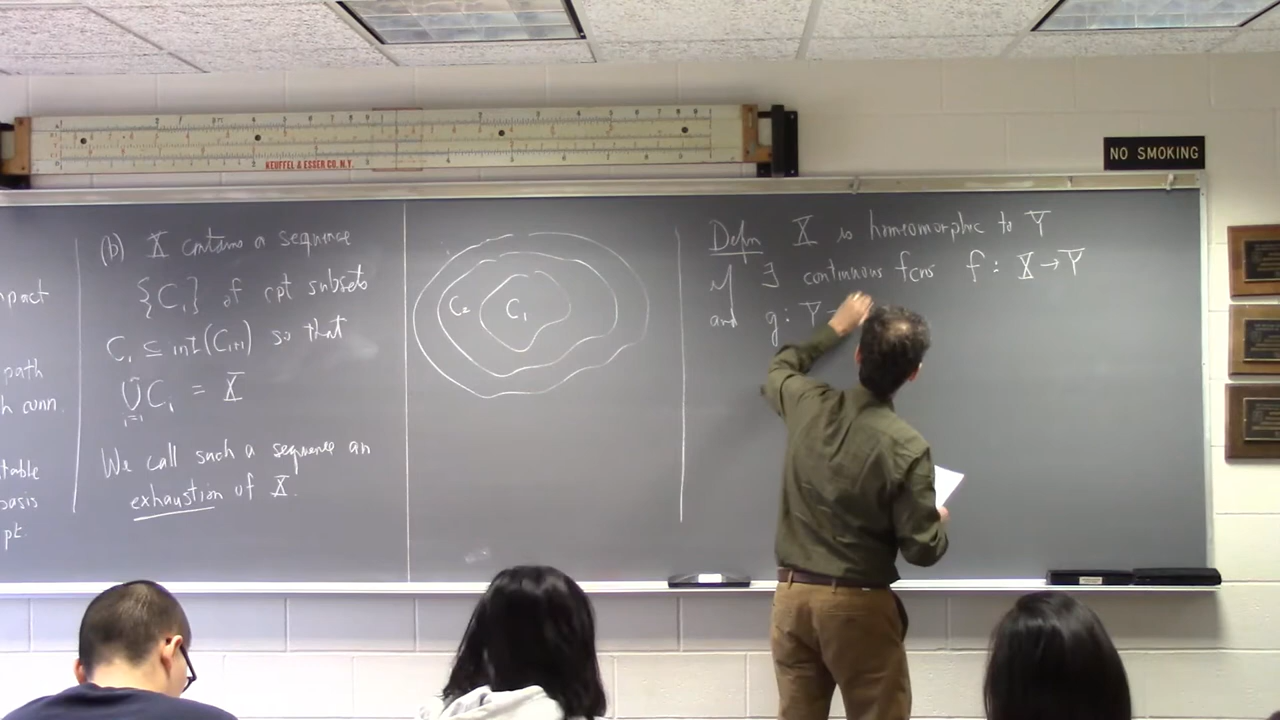 KEUFFEL & ESSER CO. N.Y.
NO SMOKING
pact
path
h conn.
table
basis
pt.
(b) X contains a sequence
{Ci} of cpt subsets
Ci ⊆ int(Ci+1) so that
∞∪i=1 Ci = X
We call such a sequence an
exhaustion of X.
C2 C1
Defn X is homeomorphic to Y
if ∃ continuous fcns f: X→Y
and g: Y→